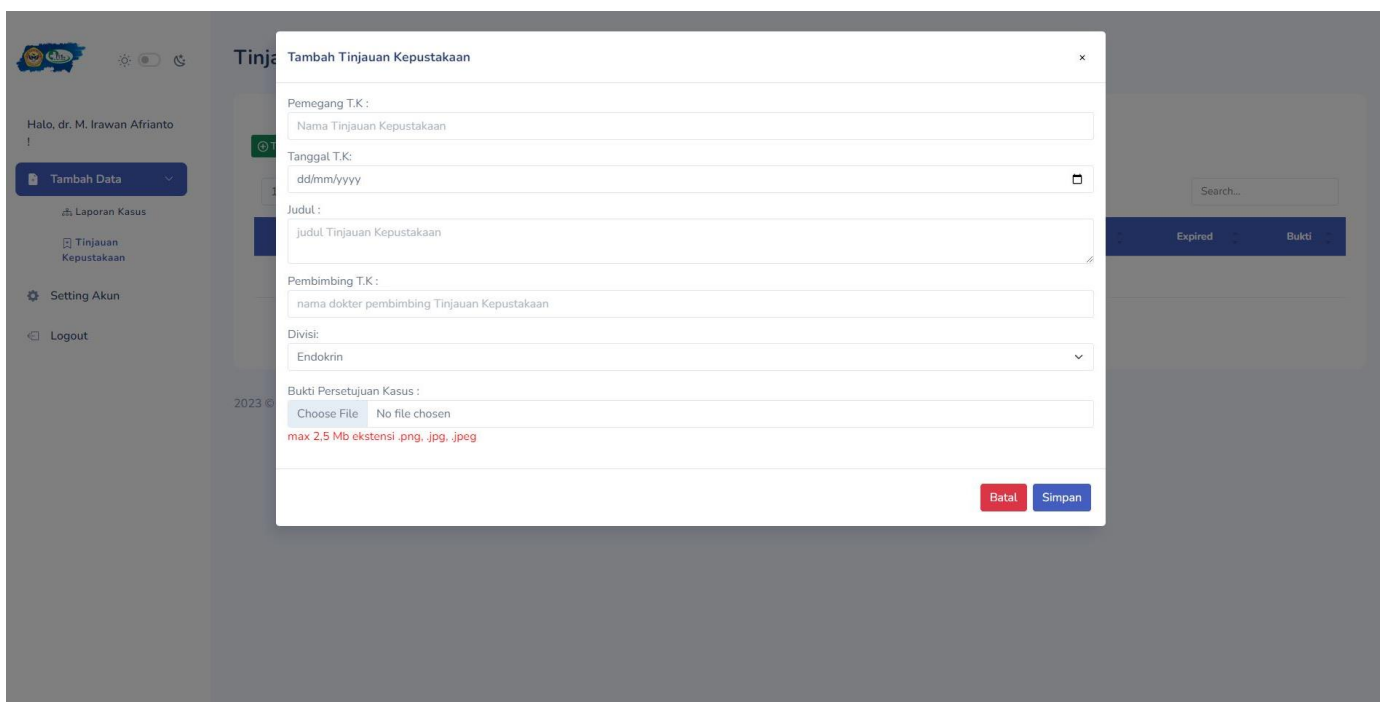 Tinja
Halo, dr. M. Irawan Afrianto
!
Tambah Data
Laporan Kasus
Tinjauan
Kepustakaan
Setting Akun
Logout
Tambah Tinjauan Kepustakaan
×
Pemegang T.K :
Nama Tinjauan Kepustakaan
Tanggal T.K:
dd/mm/yyyy
Judul :
judul Tinjauan Kepustakaan
Pembimbing T.K :
nama dokter pembimbing Tinjauan Kepustakaan
Divisi:
Endokrin
Bukti Persetujuan Kasus :
Choose File No file chosen
max 2,5 Mb ekstensi .png, .jpg, .jpeg
Batal Simpan
Search...
Expired Bukti
2023 ©